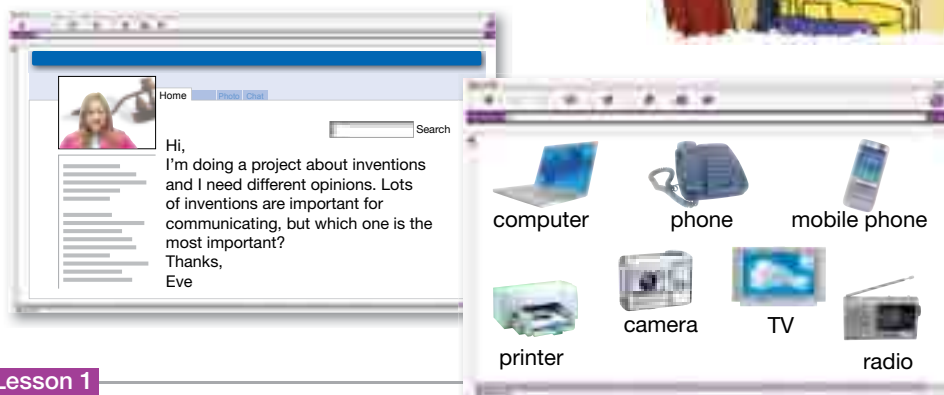 Home
Photo
Chat
Search
Hi,
I'm doing a project about inventions
and I need different opinions. Lots
of inventions are important for
communicating, but which one is the
most important?
Thanks,
Eve
computer
phone
mobile phone
printer
camera
TV
radio
Lesson 1